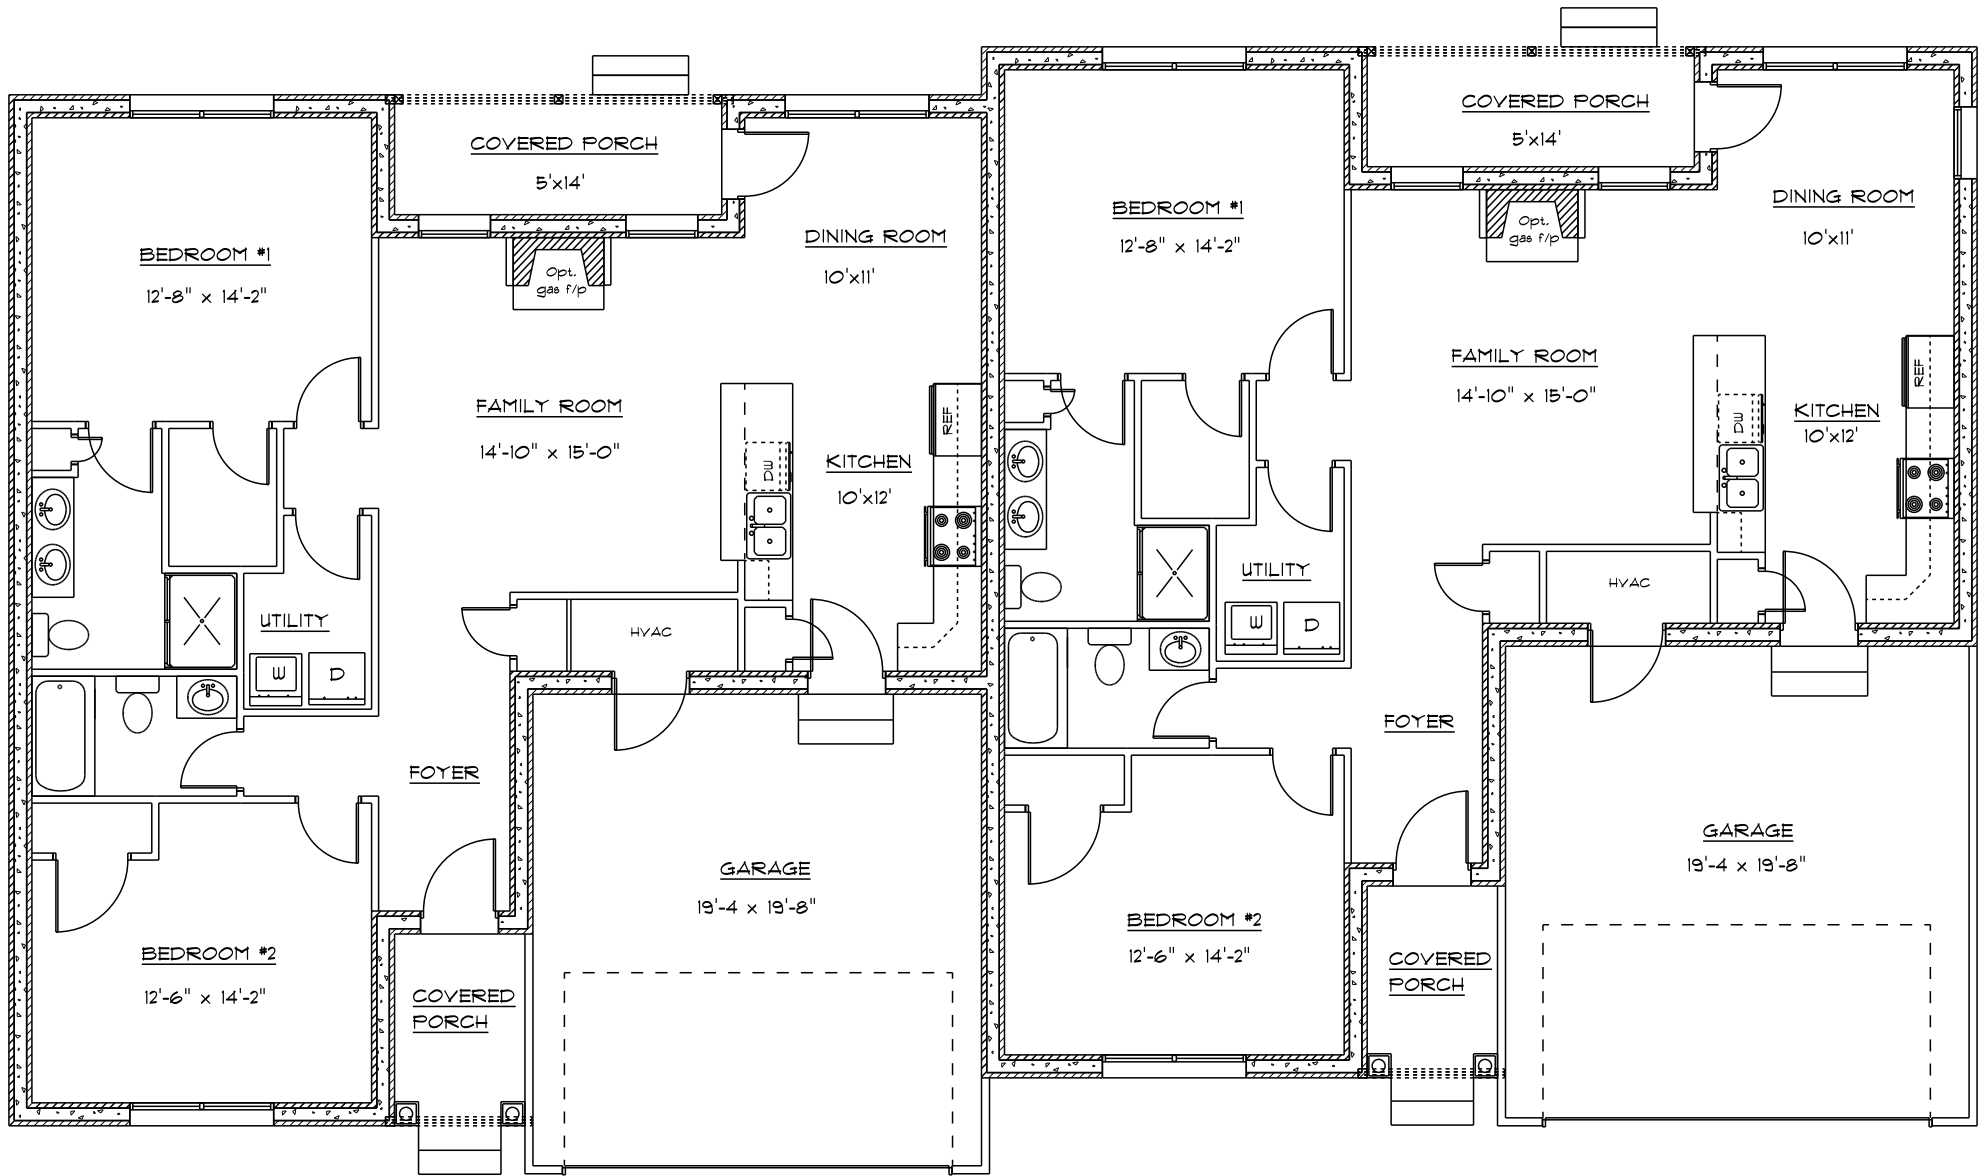 COVERED PORCH
5'x14'
BEDROOM #1
12'-8" x 14'-2"
DINING ROOM
10'x11'
Opt.
gas f/p
FAMILY ROOM
14'-10" x 15'-0"
REF
DW
KITCHEN
10'x12'
UTILITY
W
D
HVAC
FOYER
GARAGE
19'-4 x 19'-8"
BEDROOM #2
12'-6" x 14'-2"
COVERED
PORCH
COVERED PORCH
5'x14'
BEDROOM #1
12'-8" x 14'-2"
DINING ROOM
10'x11'
Opt.
gas f/p
FAMILY ROOM
14'-10" x 15'-0"
REF
DW
KITCHEN
10'x12'
UTILITY
W
D
HVAC
FOYER
GARAGE
19'-4 x 19'-8"
BEDROOM #2
12'-6" x 14'-2"
COVERED
PORCH